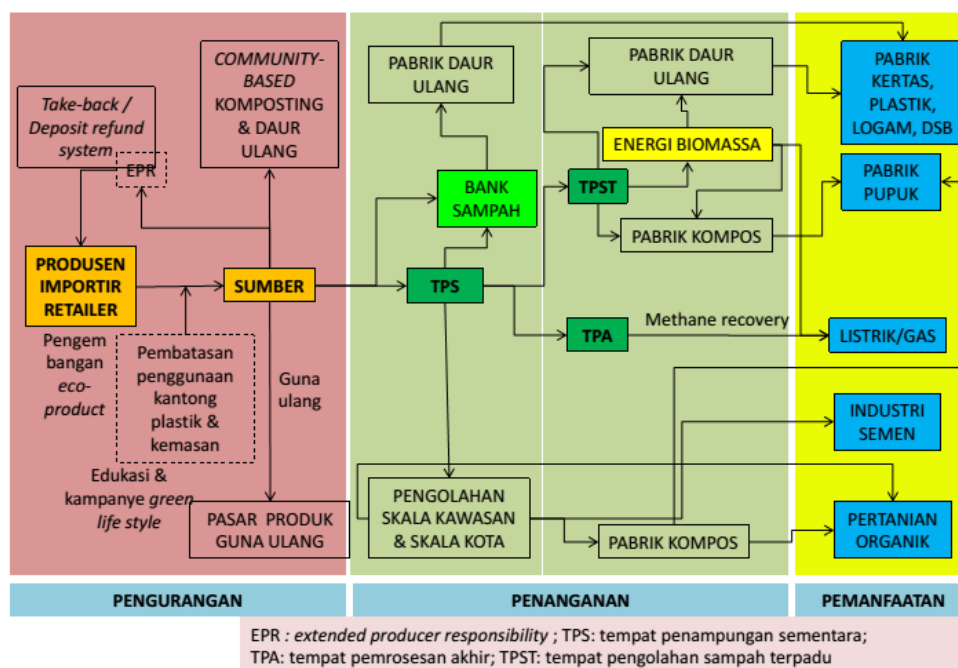 Take-back /
Deposit refund
system
EPR
COMMUNITY-
BASED
KOMPOSTING
& DAUR
ULANG
PRODUSEN
IMPORTIR
RETAILER
SUMBER
Pengem
bangan
eco-
product
Pembatasan
penggunaan
kantong
plastik &
kemasan
Guna
ulang
Edukasi &
kampanye green
life style
PASAR PRODUK
GUNA ULANG
PABRIK DAUR
ULANG
BANK
SAMPAH
TPS
PENGOLAHAN
SKALA KAWASAN
& SKALA KOTA
PABRIK DAUR
ULANG
ENERGI BIOMASSA
TPST
PABRIK KOMPOS
TPA
Methane recovery
PABRIK KOMPOS
PABRIK
KERTAS,
PLASTIK,
LOGAM, DSB
PABRIK
PUPUK
LISTRIK/GAS
INDUSTRI
SEMEN
PERTANIAN
ORGANIK
PENGURANGAN
PENANGANAN
PEMANFAATAN
EPR : extended producer responsibility ; TPS: tempat penampungan sementara;
TPA: tempat pemrosesan akhir; TPST: tempat pengolahan sampah terpadu